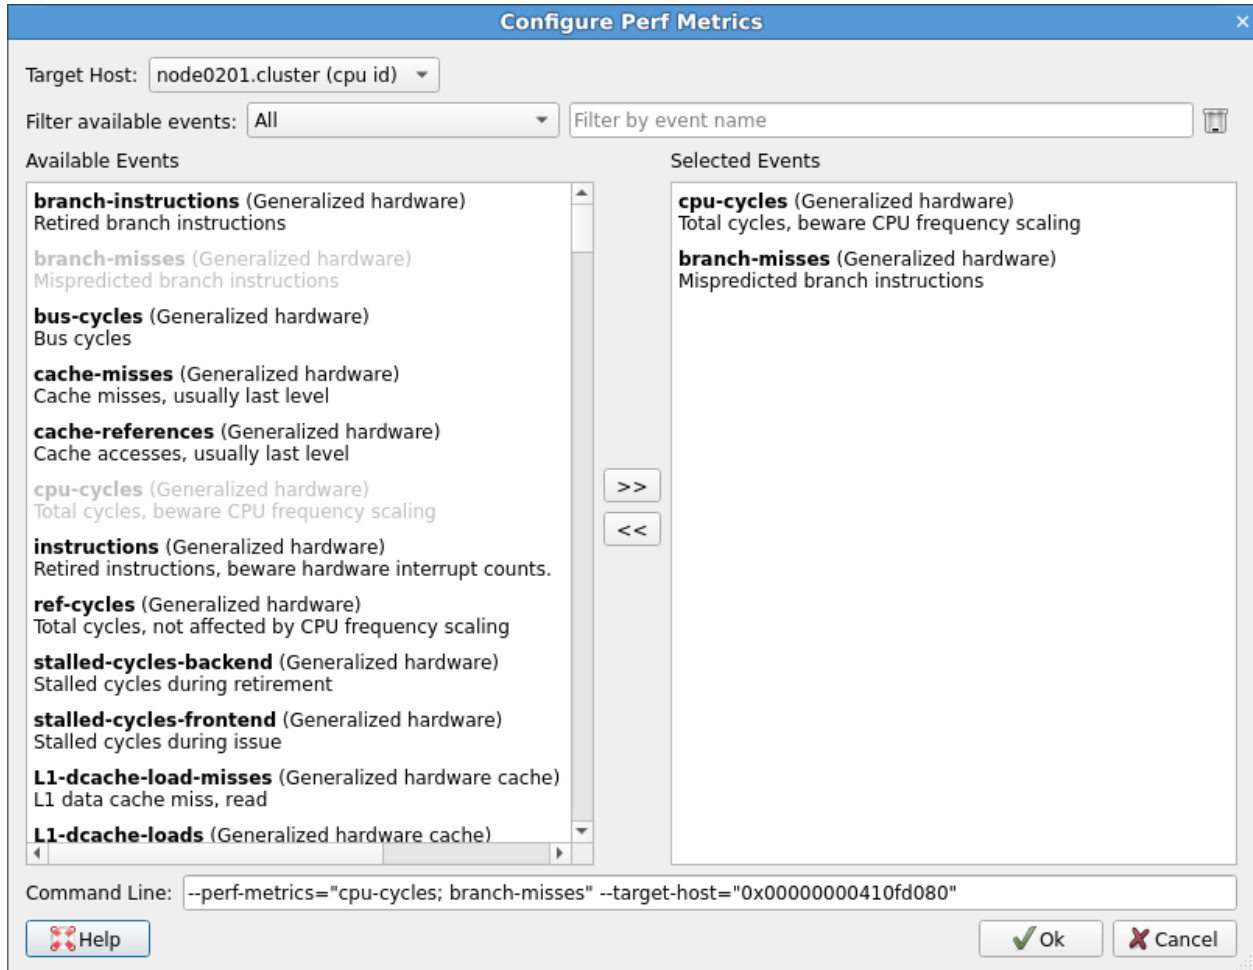 Configure Perf Metrics
Target Host: node0201.cluster (cpu id)
Filter available events: All Filter by event name
Available Events
branch-instructions (Generalized hardware)
Retired branch instructions
branch-misses (Generalized hardware)
Mispredicted branch instructions
bus-cycles (Generalized hardware)
Bus cycles
cache-misses (Generalized hardware)
Cache misses, usually last level
cache-references (Generalized hardware)
Cache accesses, usually last level
cpu-cycles (Generalized hardware)
Total cycles, beware CPU frequency scaling
instructions (Generalized hardware)
Retired instructions, beware hardware interrupt counts.
ref-cycles (Generalized hardware)
Total cycles, not affected by CPU frequency scaling
stalled-cycles-backend (Generalized hardware)
Stalled cycles during retirement
stalled-cycles-frontend (Generalized hardware)
Stalled cycles during issue
L1-dcache-load-misses (Generalized hardware cache)
L1 data cache miss, read
L1-dcache-loads (Generalized hardware cache)
>>
<<
Selected Events
cpu-cycles (Generalized hardware)
Total cycles, beware CPU frequency scaling
branch-misses (Generalized hardware)
Mispredicted branch instructions
Command Line: --perf-metrics="cpu-cycles; branch-misses" --target-host="0x00000000410fd080"
Help
Ok
Cancel